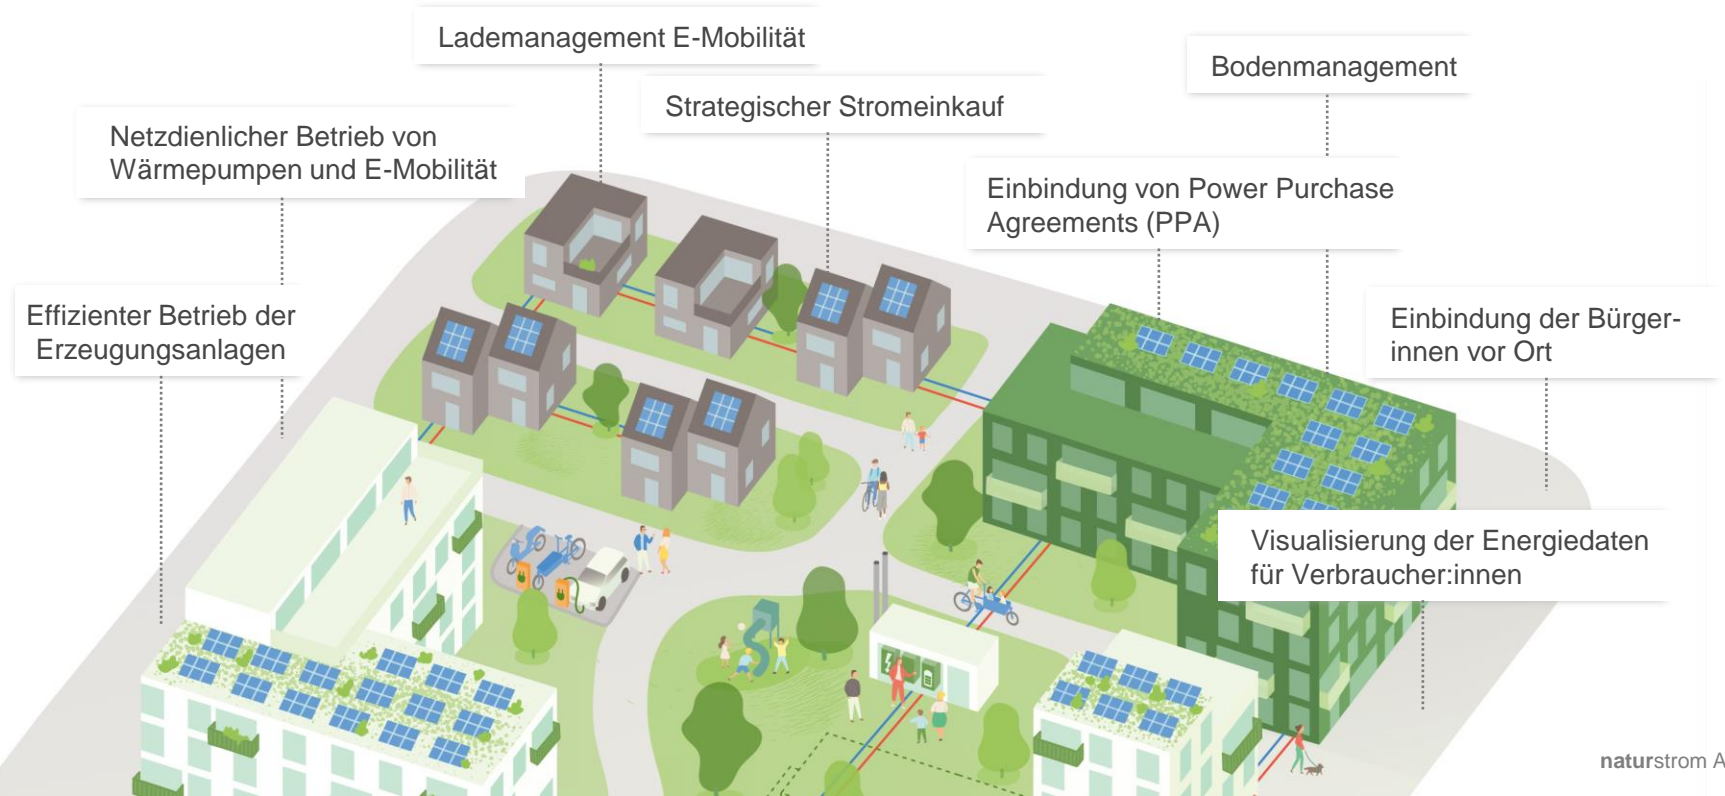 Lademanagement E-Mobilität
Bodenmanagement
Strategischer Stromeinkauf
Netzdienlicher Betrieb von
Wärmepumpen und E-Mobilität
Einbindung von Power Purchase
Agreements (PPA)
Effizienter Betrieb der
Erzeugungsanlagen
Einbindung der Bürger-
innen vor Ort
Visualisierung der Energiedaten
für Verbraucher:innen
naturstrom A